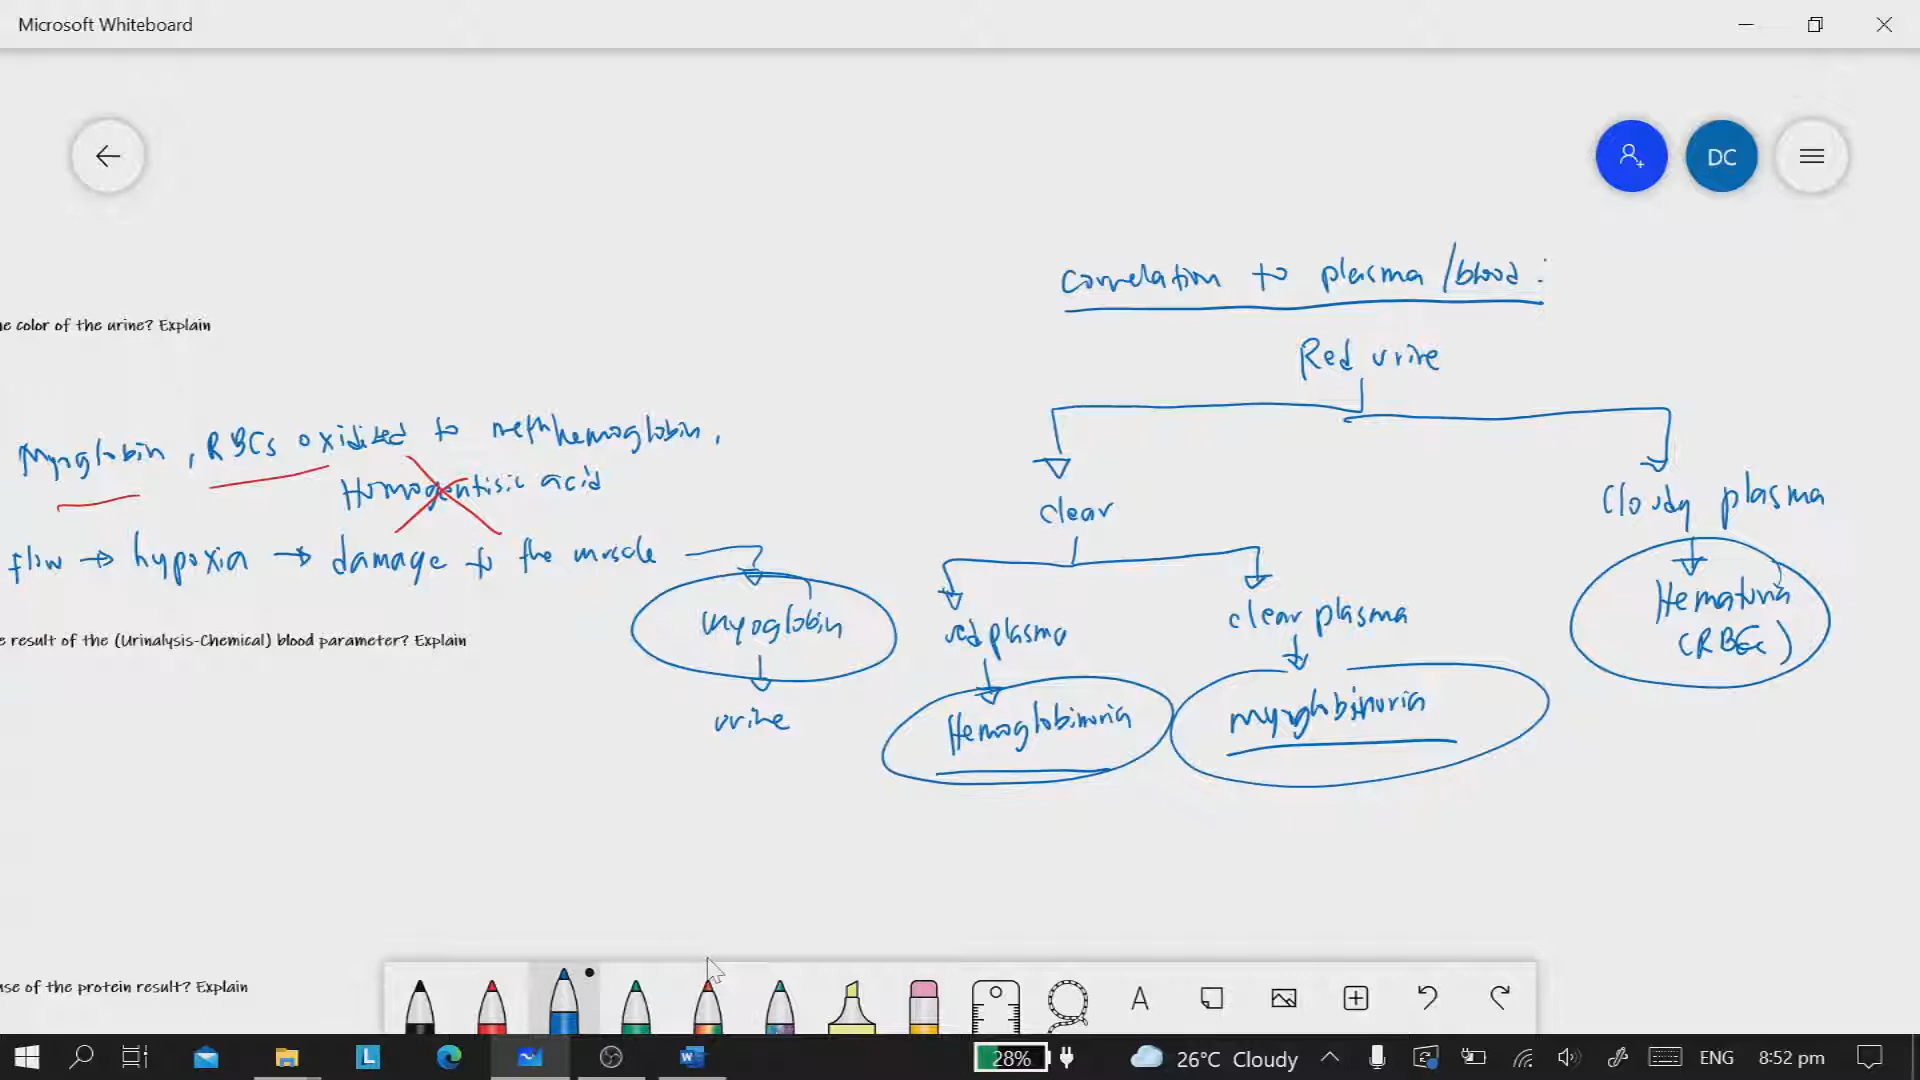 Microsoft Whiteboard
DC
Correlation to plasma /blood :
he color of the urine? Explain
Red urine
Myoglobin, RBCs oxidized to methhemoglobin,
Homogentisic acid
clear
Cloudy plasma
flow → hypoxia → damage to the muscle
myoglobin
urine
red plasma
clear plasma
Hematuria
(RBCs)
e result of the (Urinalysis-Chemical) blood parameter? Explain
Hemoglobinuria
myoglobinuria
use of the protein result? Explain
A
L
28%
26°C Cloudy
ENG
8:52 pm